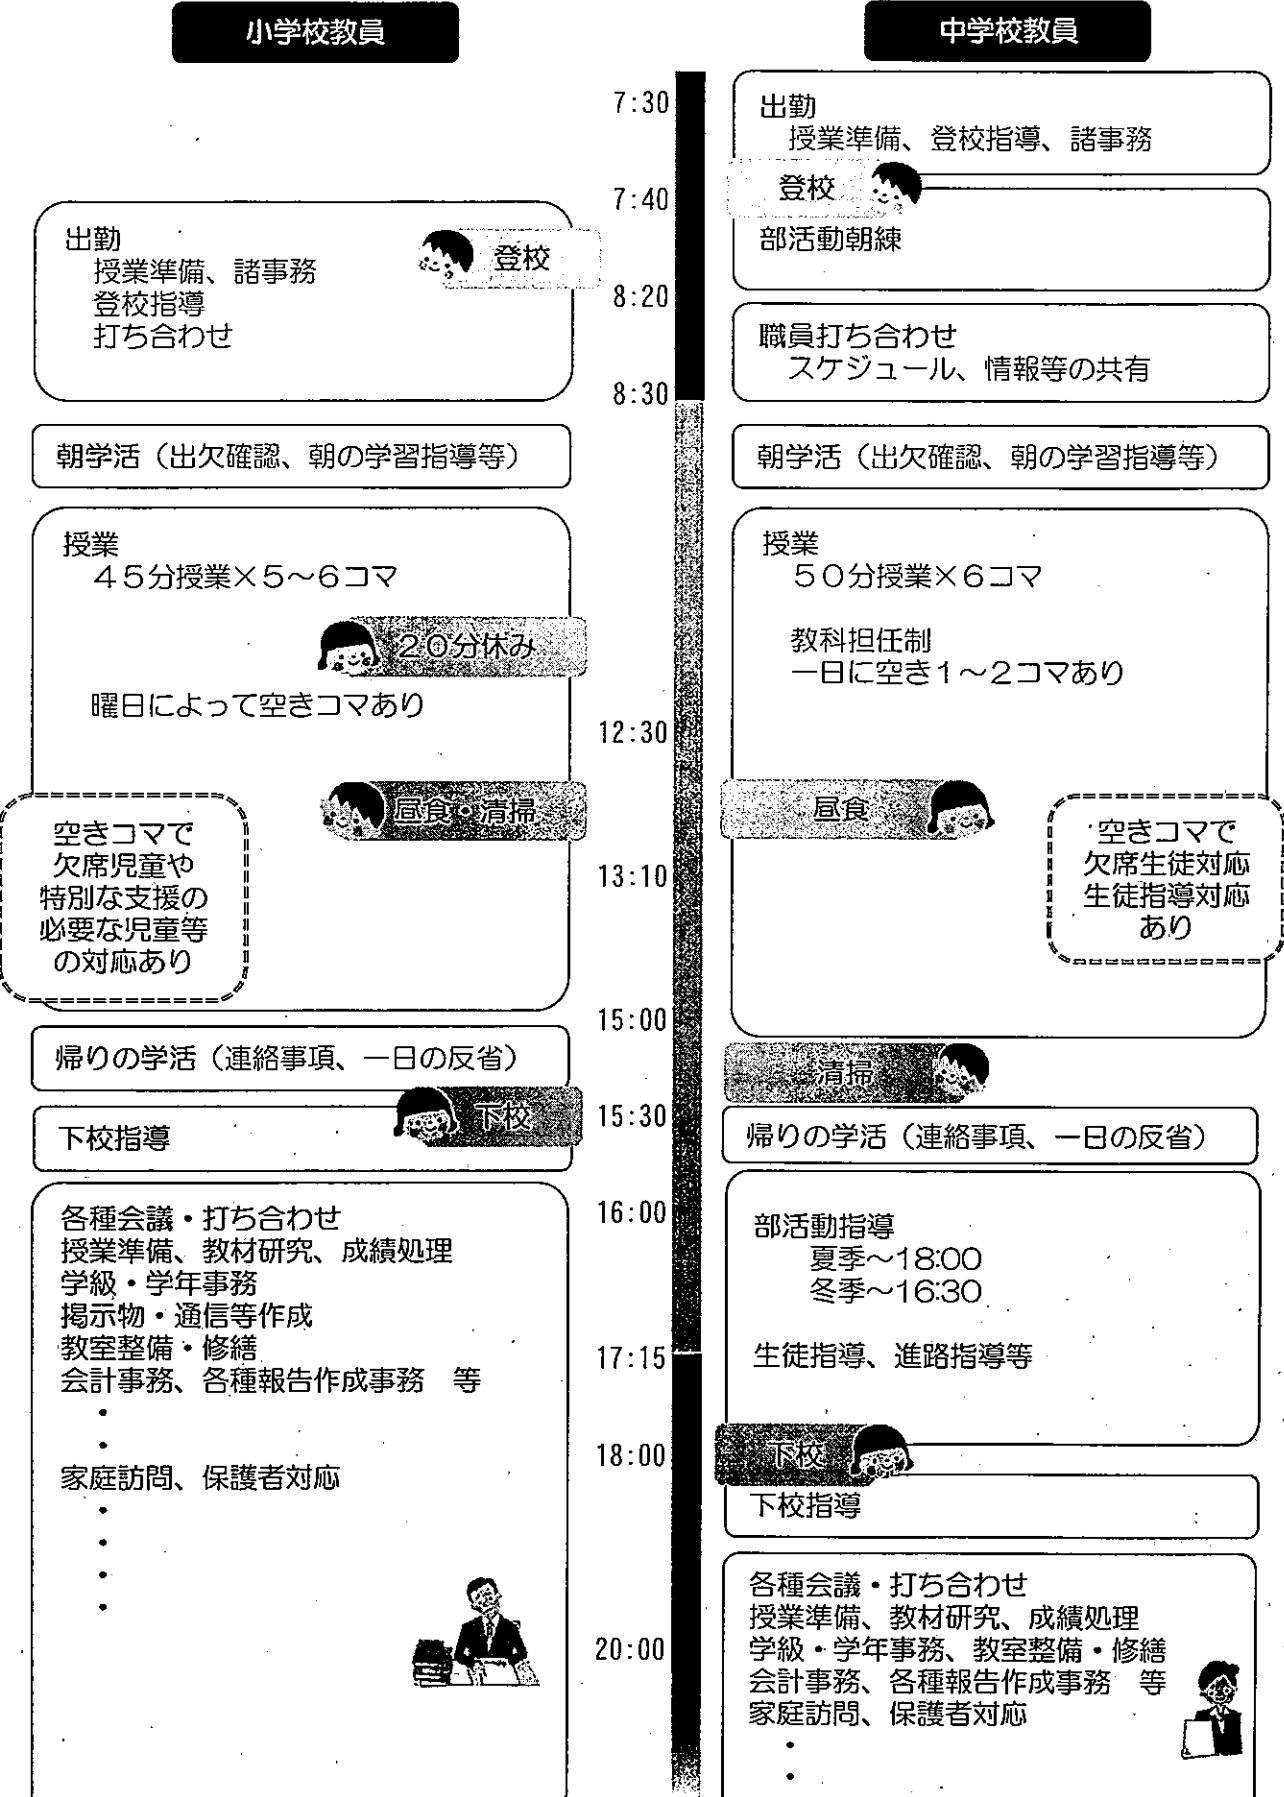 小学校教員
出勤
授業準備、諸事務
登校指導
打ち合わせ
登校
朝学活（出欠確認、朝の学習指導等）
授業
４５分授業×５～６コマ
２０分休み
曜日によって空きコマあり
昼食・清掃
空きコマで
欠席児童や
特別な支援の
必要な児童等
の対応あり
帰りの学活（連絡事項、一日の反省）
下校
下校指導
各種会議・打ち合わせ
授業準備、教材研究、成績処理
学級・学年事務
掲示物・通信等作成
教室整備・修繕
会計事務、各種報告作成事務　等
・
・
家庭訪問、保護者対応
・
・
・
・
7:30
7:40
8:20
8:30
12:30
13:10
15:00
15:30
16:00
17:15
18:00
20:00
中学校教員
出勤
授業準備、登校指導、諸事務
登校
部活動朝練
職員打ち合わせ
スケジュール、情報等の共有
朝学活（出欠確認、朝の学習指導等）
授業
５０分授業×６コマ
教科担任制
一日に空き１～２コマあり
昼食
空きコマで
欠席生徒対応
生徒指導対応
あり
清掃
帰りの学活（連絡事項、一日の反省）
部活動指導
夏季～18:00
冬季～16:30
生徒指導、進路指導等
下校
下校指導
各種会議・打ち合わせ
授業準備、教材研究、成績処理
学級・学年事務、教室整備・修繕
会計事務、各種報告作成事務　等
家庭訪問、保護者対応
・
・